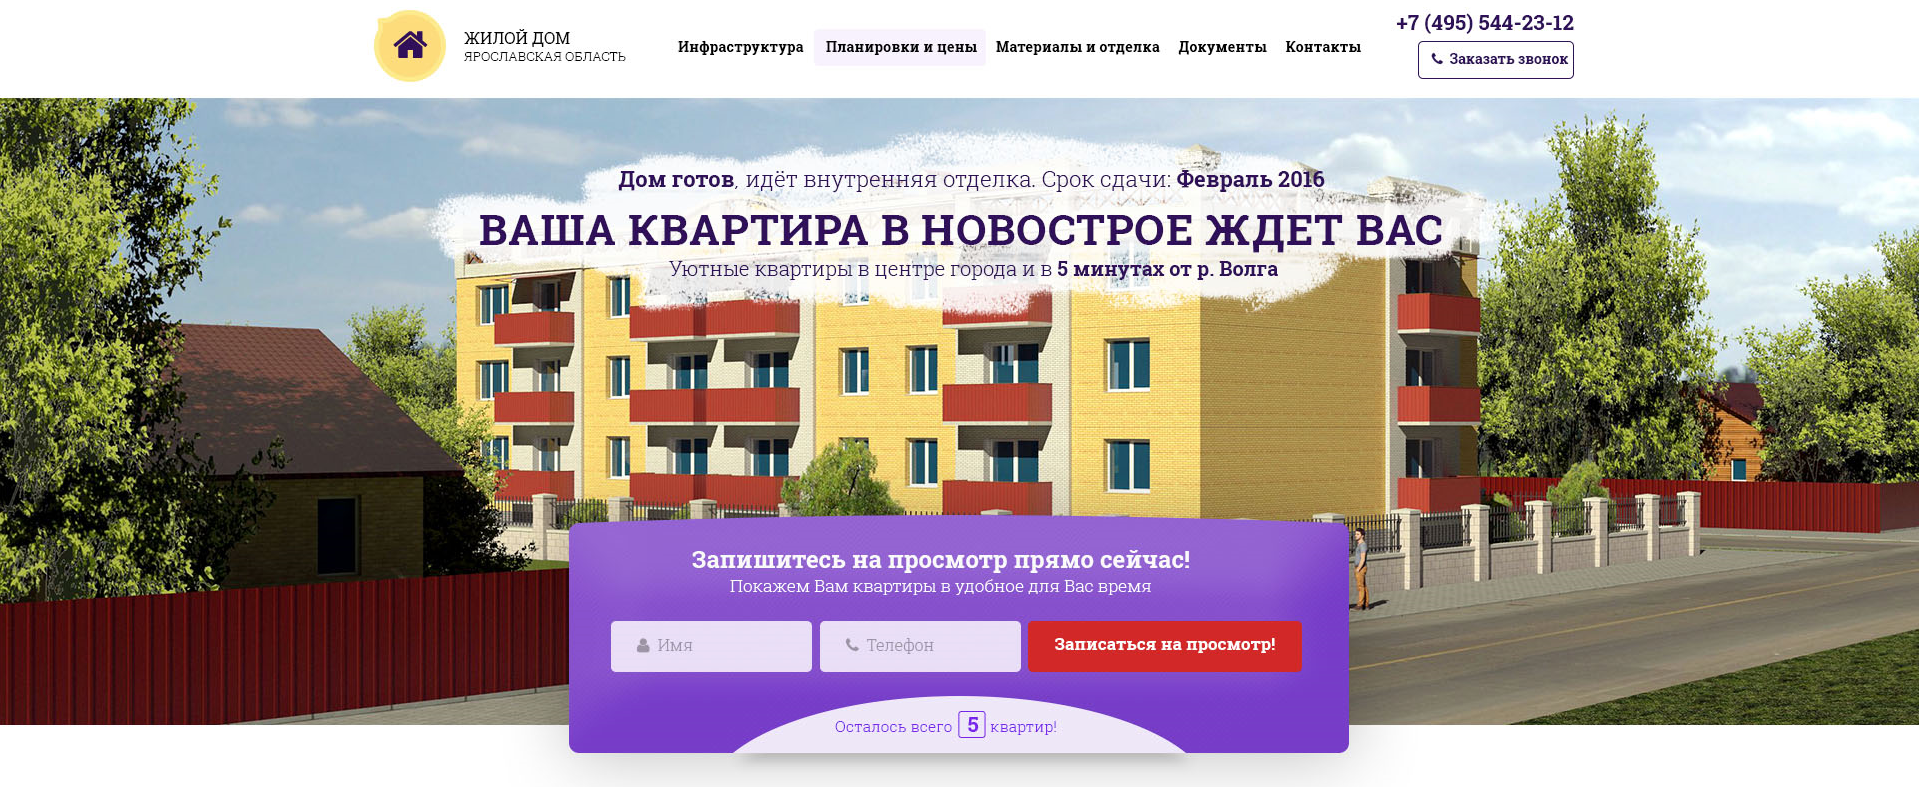 ЖИЛОЙ ДОМ
ЯРОСЛАВСКАЯ ОБЛАСТЬ
Инфраструктура Планировки и цены Материалы и отделка Документы Контакты
+7 (495) 544-23-12
Заказать звонок
Дом готов, идёт внутренняя отделка. Срок сдачи: Февраль 2016
ВАША КВАРТИРА В НОВОСТРОЕ ЖДЕТ ВАС
Уютные квартиры в центре города и в 5 минутах от р. Волга
Запишитесь на просмотр прямо сейчас!
Покажем Вам квартиры в удобное для Вас время
Имя Телефон Записаться на просмотр!
Осталось всего 5 квартир!